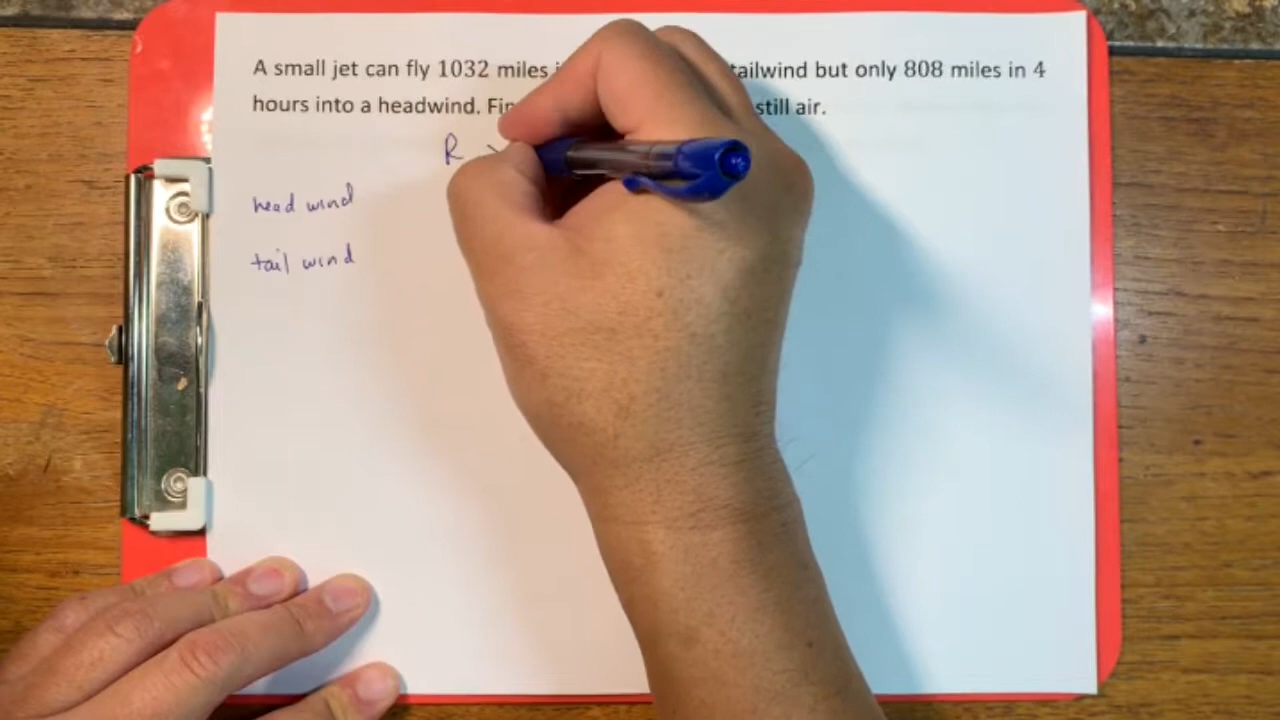 A small jet can fly 1032 miles tailwind but only 808 miles in 4
hours into a headwind. still air.
R
head wind
tail wind